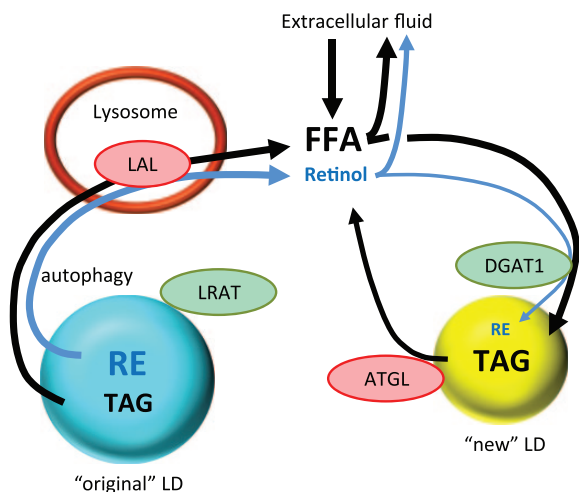 Extracellular fluid
Lysosome
FFA
LAL
Retinol
autophagy
LRAT
DGAT1
RE
TAG
RE
TAG
ATGL
"new" LD
“original” LD